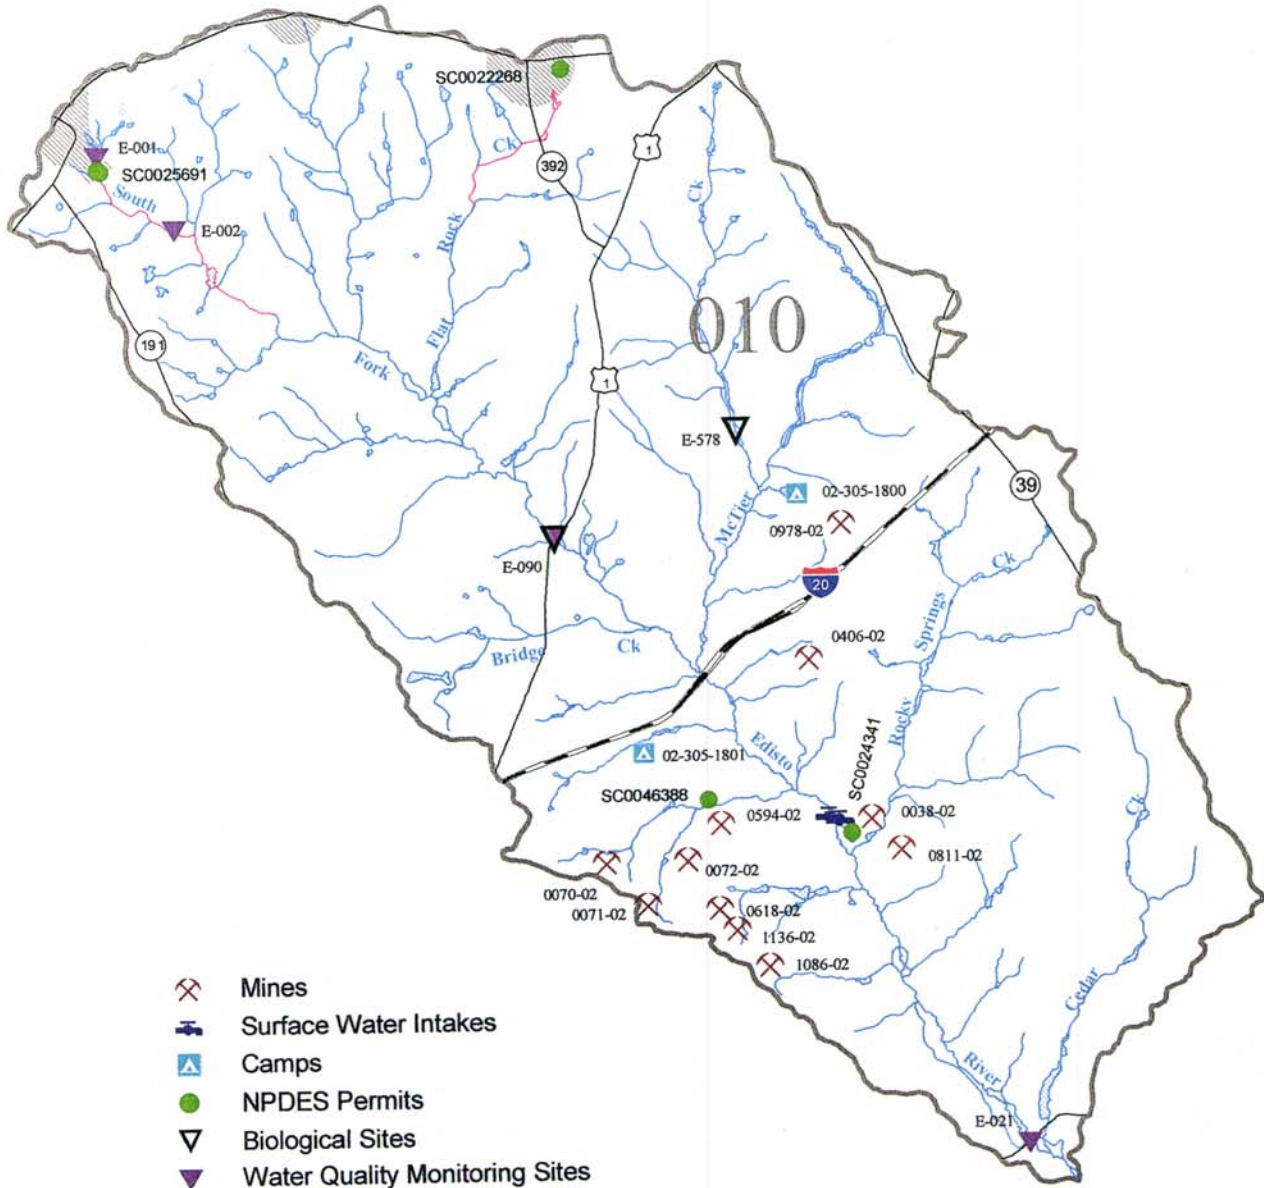 SC0022268
Ck
392
1
E-001
SC0025691
South
E-002
Ck
Rock
010
191
Flat
Fork
1
E-578
02-305-1800
39
McTier
0978-02
E-090
Ck
20
Springs
0406-02
Bridge
Ck
Rocky
Edisto
SC0024341
02-305-1801
SC0046388
0594-02
0038-02
Ck
0811-02
0072-02
0070-02
0071-02
0618-02
1136-02
1086-02
Cedar
Mines
Surface Water Intakes
Camps
River
NPDES Permits
E-021
Biological Sites
Water Quality Monitoring Sites